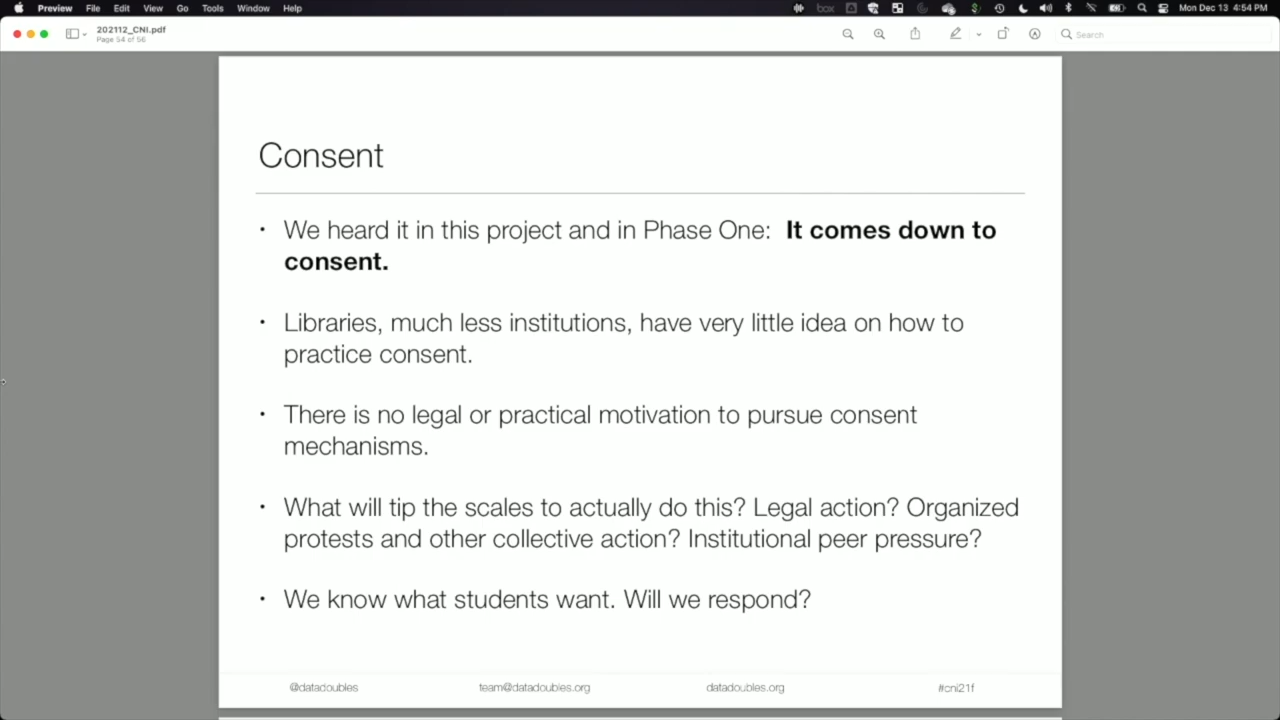 Preview File Edit View Go Tools Window Help
box
Mon Dec 13 4:54 PM
202112_CNI.pdf
Page 54 of 56
Search
Consent
• We heard it in this project and in Phase One: It comes down to
consent.
• Libraries, much less institutions, have very little idea on how to
practice consent.
• There is no legal or practical motivation to pursue consent
mechanisms.
• What will tip the scales to actually do this? Legal action? Organized
protests and other collective action? Institutional peer pressure?
• We know what students want. Will we respond?
@datadoubles team@datadoubles.org datadoubles.org #cni21f